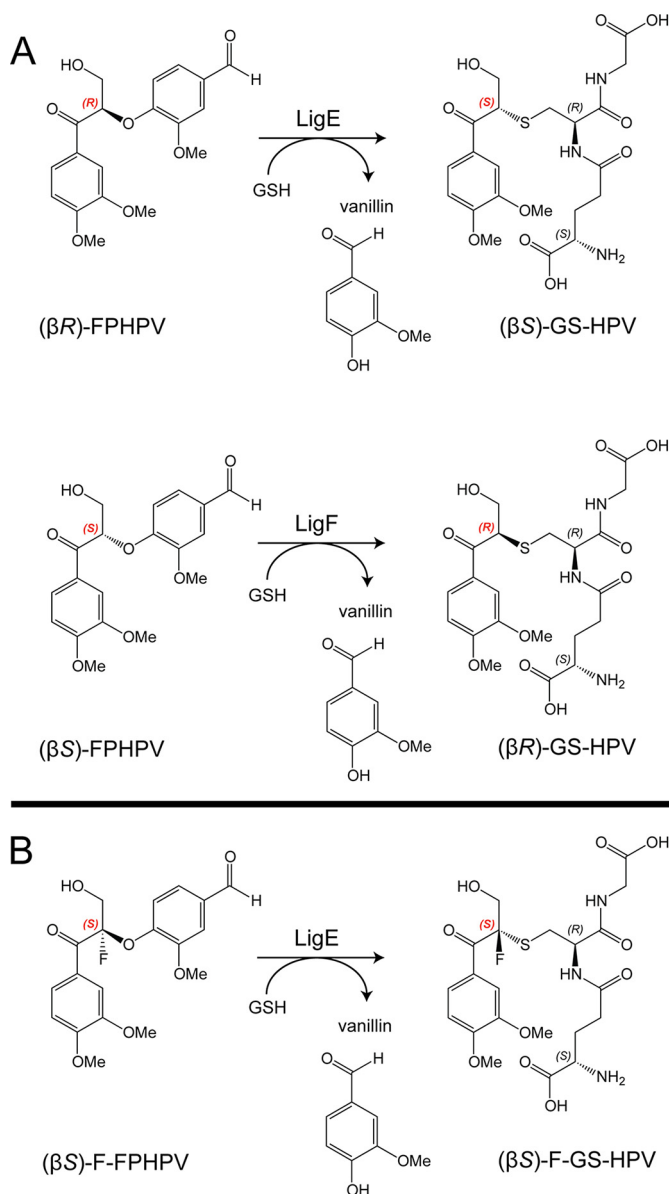 A
HO
O
H
(R)
O
O
OMe
OMe
OMe
(βR)-FPHPV
LigE
GSH
vanillin
O
H
OMe
OH
O
OH
HO
HN
(S)
(R)
O
O
S
HN
O
OMe
OMe
(S)
O
NH2
OH
(βS)-GS-HPV
HO
O
H
(S)
O
O
OMe
OMe
OMe
(βS)-FPHPV
LigF
GSH
vanillin
O
H
OMe
OH
O
OH
HO
HN
(R)
(R)
O
O
S
HN
O
OMe
OMe
(S)
O
NH2
OH
(βR)-GS-HPV
B
HO
O
H
(S)
O
O
F
OMe
OMe
OMe
(βS)-F-FPHPV
LigE
GSH
vanillin
O
H
OMe
OH
O
OH
HO
HN
(S)
(R)
O
O
S
F
HN
O
OMe
OMe
(S)
O
NH2
OH
(βS)-F-GS-HPV